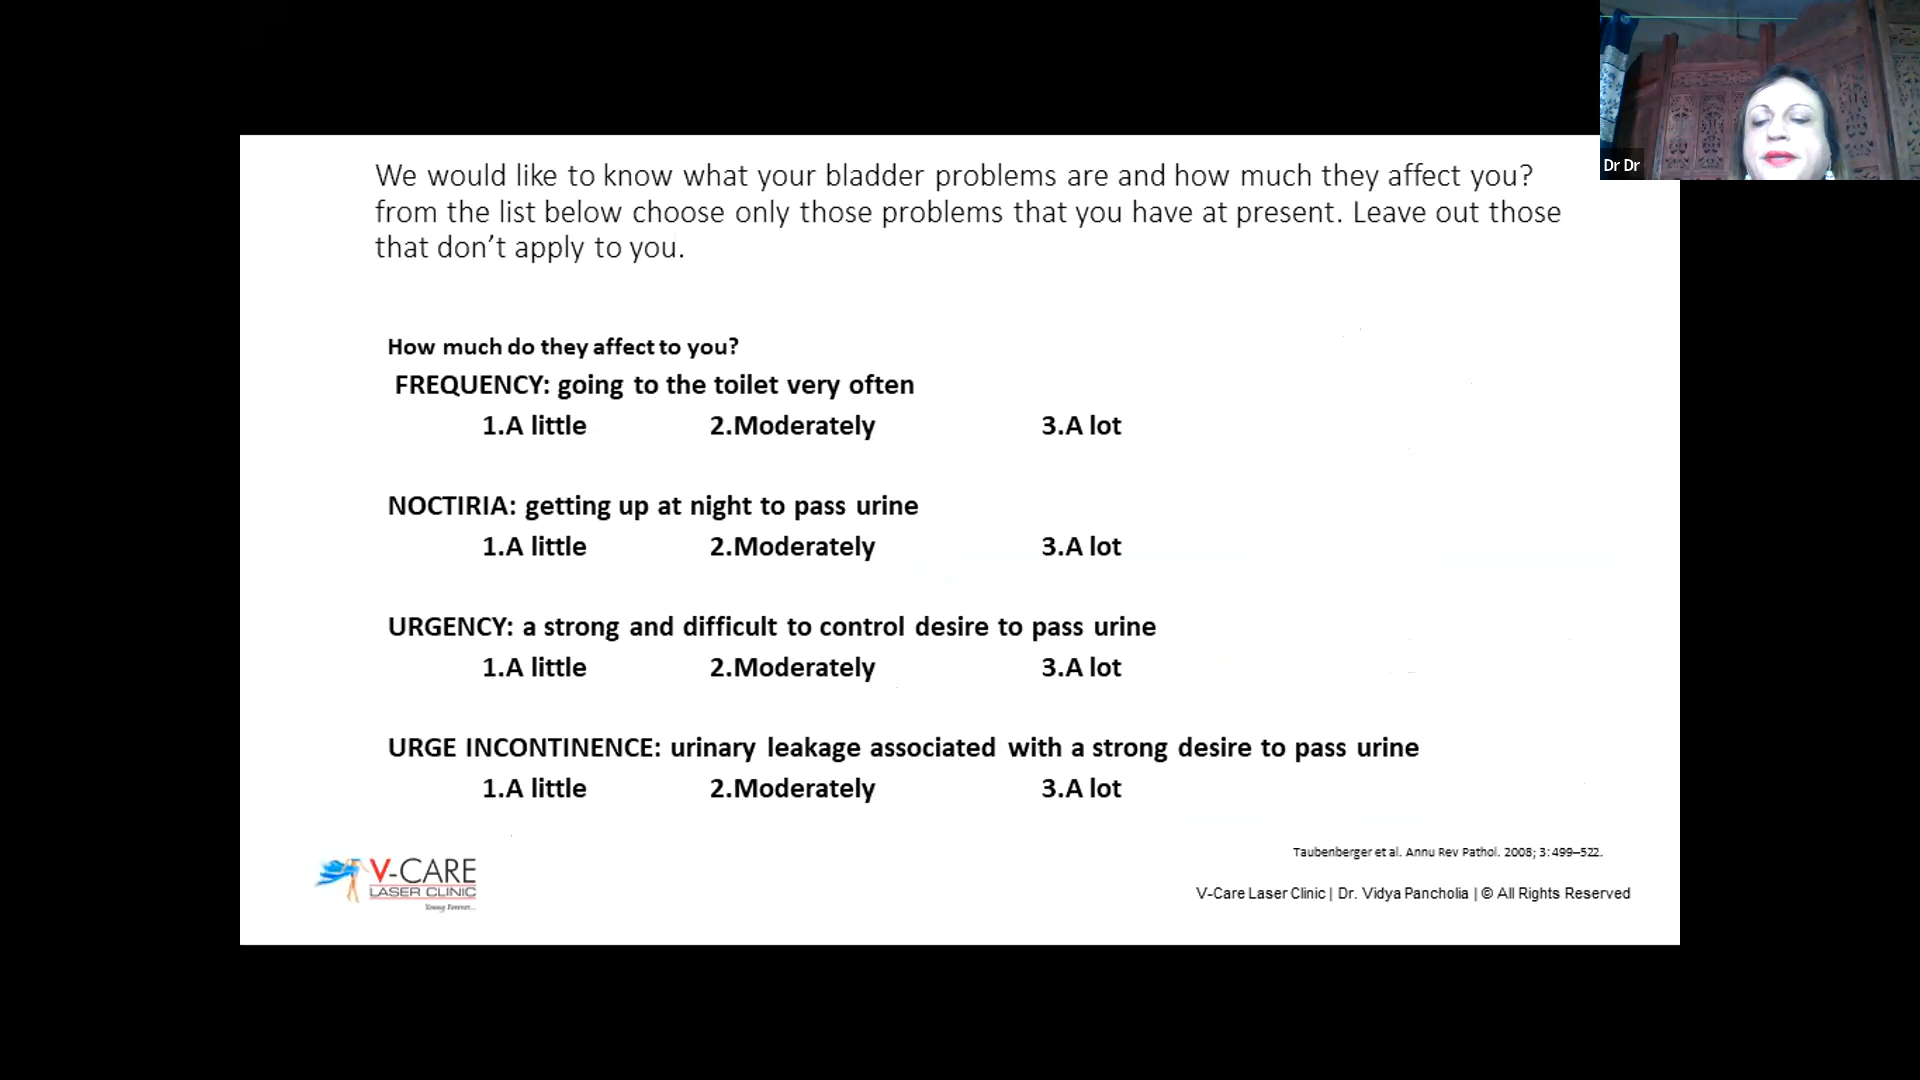 We would like to know what your bladder problems are and how much they affect you?
from the list below choose only those problems that you have at present. Leave out those
that don’t apply to you.
How much do they affect to you?
FREQUENCY: going to the toilet very often
1.A little 2.Moderately 3.A lot
NOCTIRIA: getting up at night to pass urine
1.A little 2.Moderately 3.A lot
URGENCY: a strong and difficult to control desire to pass urine
1.A little 2.Moderately 3.A lot
URGE INCONTINENCE: urinary leakage associated with a strong desire to pass urine
1.A little 2.Moderately 3.A lot
Taubenberger et al. Annu Rev Pathol. 2008; 3:499–522.
V-CARE
LASER CLINIC
Young Forever...
V-Care Laser Clinic | Dr. Vidya Pancholia | © All Rights Reserved
Dr Dr